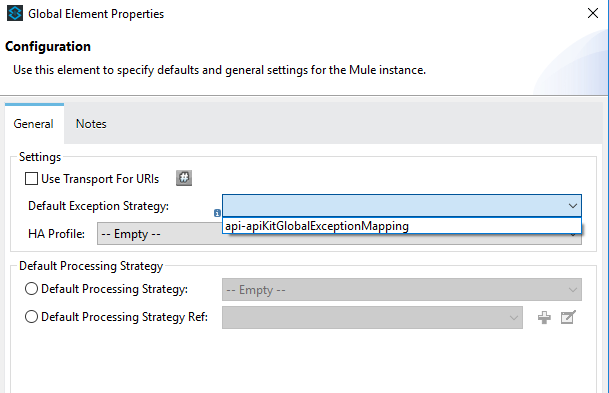 Global Element Properties
Configuration
Use this element to specify defaults and general settings for the Mule instance.
General Notes
Settings
Use Transport For URIs #
Default Exception Strategy:
api-apiKitGlobalExceptionMapping
HA Profile: -- Empty --
Default Processing Strategy
Default Processing Strategy: -- Empty --
Default Processing Strategy Ref: